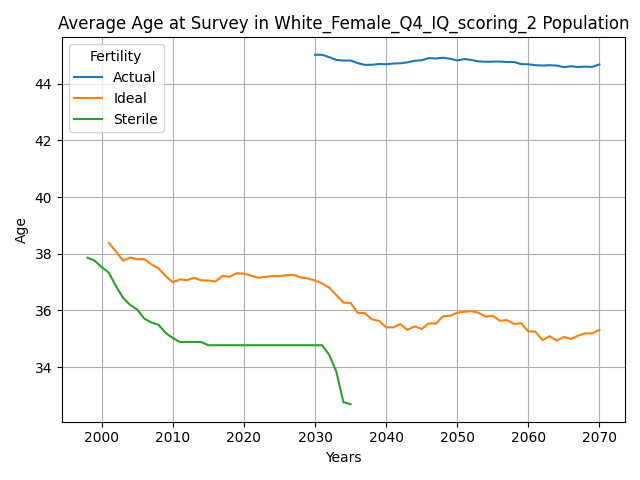 Average Age at Survey in White_Female_Q4_IQ_scoring_2 Population
Fertility
Actual
Ideal
Sterile
Age
44
42
40
38
36
34
2000 2010 2020 2030 2040 2050 2060 2070
Years